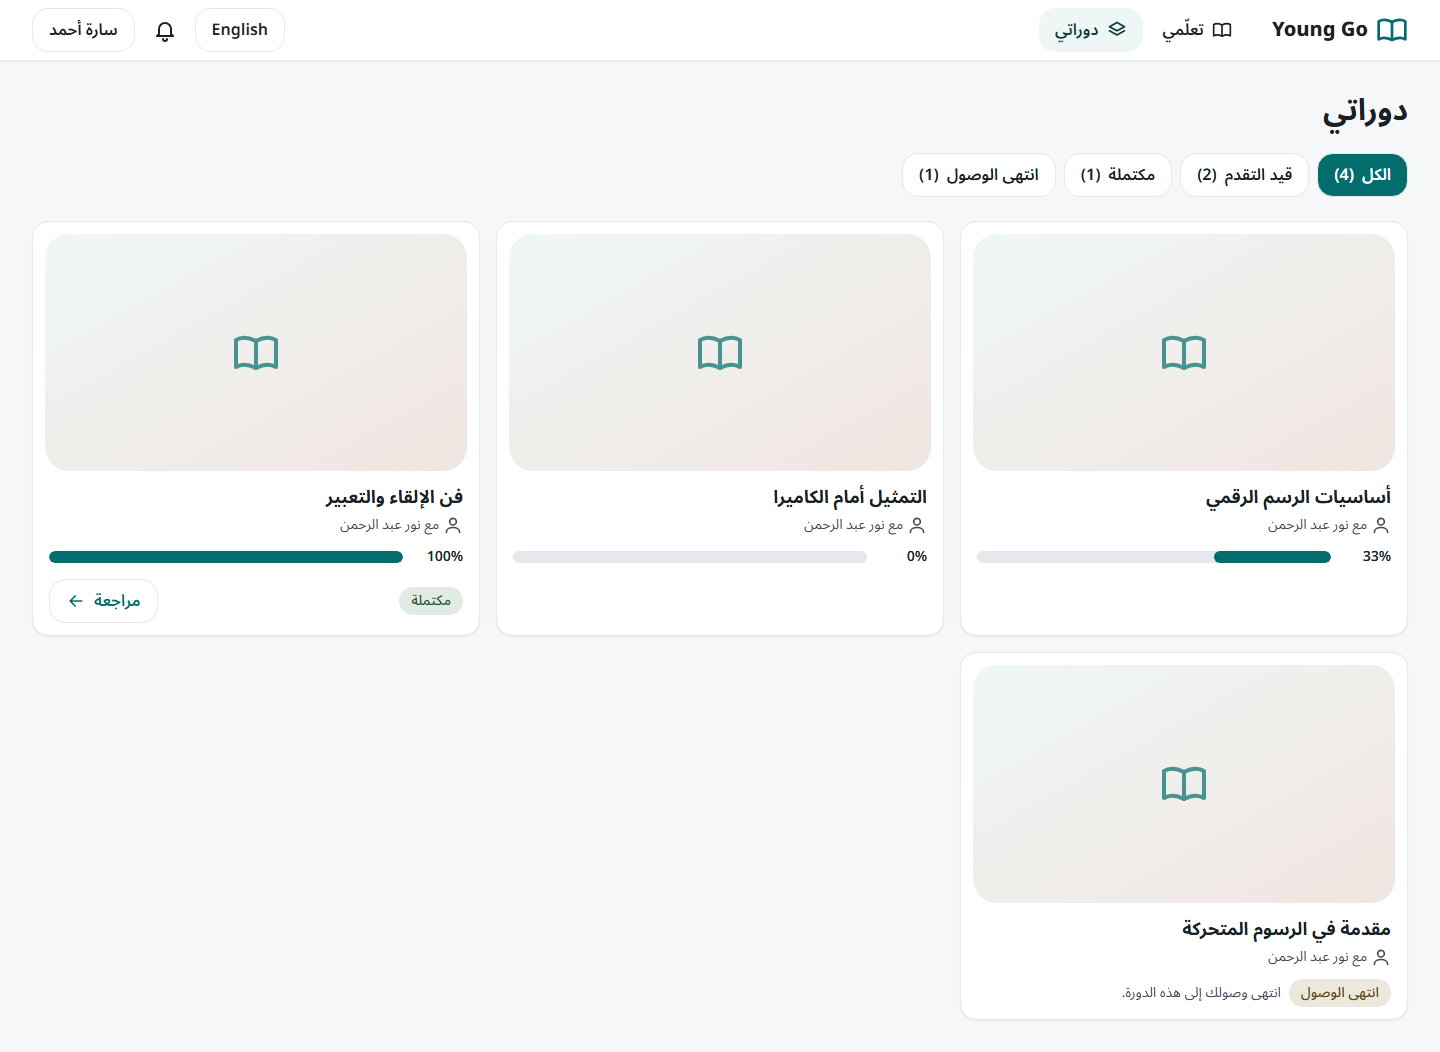 Young Go
تعلّمي
دوراتي
English
سارة أحمد
دوراتي
الكل (4)
قيد التقدم (2)
مكتملة (1)
انتهى الوصول (1)
أساسيات الرسم الرقمي
مع نور عبد الرحمن
33%
التمثيل أمام الكاميرا
مع نور عبد الرحمن
0%
فن الإلقاء والتعبير
مع نور عبد الرحمن
100%
مكتملة
مراجعة
مقدمة في الرسوم المتحركة
مع نور عبد الرحمن
انتهى الوصول
انتهى وصولك إلى هذه الدورة.